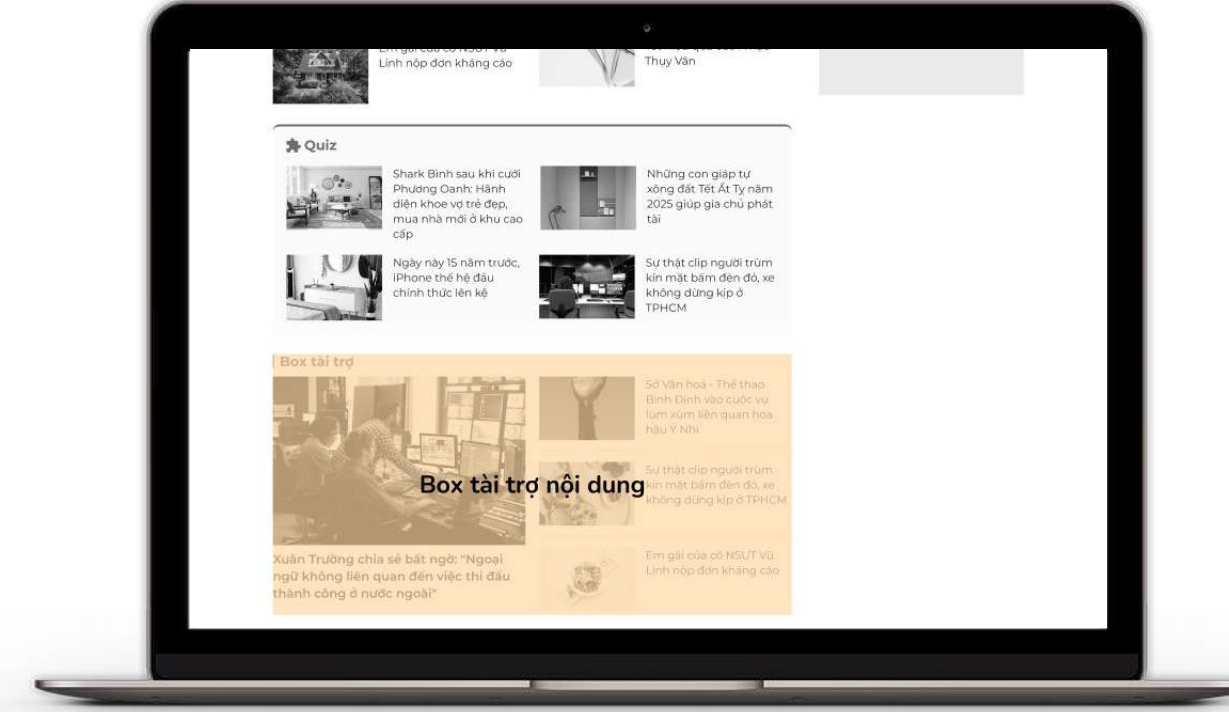 Em gái của cố NSƯT Vũ
Linh nộp đơn kháng cáo
Thụy Vân
Quiz
Shark Bình sau khi cưới
Phương Oanh: Hãnh
diện khoe vợ trẻ đẹp,
mua nhà mới ở khu cao
cấp
Những con giáp tự
xông đất Tết Ất Tỵ năm
2025 giúp gia chủ phát
tài
Ngày này 15 năm trước,
iPhone thế hệ đầu
chính thức lên kệ
Sự thật clip người trùm
kín mặt bấm đèn đỏ, xe
không dừng kịp ở
TPHCM
Box tài trợ
Box tài trợ nội dung
Xuân Trường chia sẻ bất ngờ: "Ngoại
ngữ không liên quan đến việc thi đấu
thành công ở nước ngoài"
Sở Văn hoá - Thể thao
Bình Định vào cuộc vụ
lùm xùm liên quan hoa
hậu Ý Nhi
Sự thật clip người trùm
kín mặt bấm đèn đỏ, xe
không dừng kịp ở TPHCM
Em gái của cố NSƯT Vũ
Linh nộp đơn kháng cáo